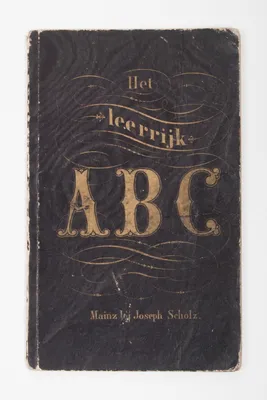 Het
leerrijk
ABC
Mainz bij Joseph Scholz.